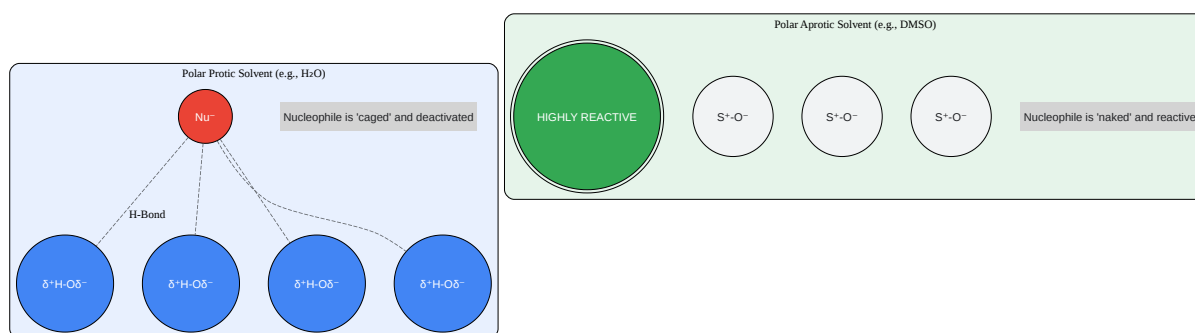 Polar Protic Solvent (e.g., H₂O)
Nu⁻
Nucleophile is 'caged' and deactivated
H-Bond
δ⁺H-Oδ⁻
δ⁺H-Oδ⁻
δ⁺H-Oδ⁻
δ⁺H-Oδ⁻
Polar Aprotic Solvent (e.g., DMSO)
HIGHLY REACTIVE
S⁺-O⁻
S⁺-O⁻
S⁺-O⁻
Nucleophile is 'naked' and reactive